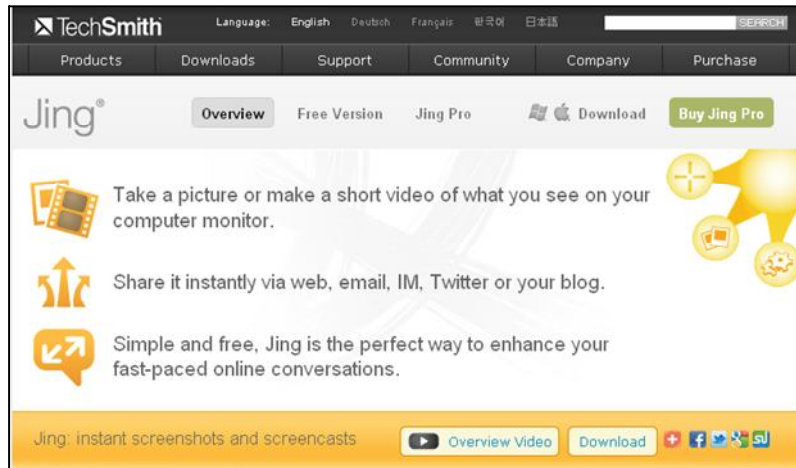 TechSmith Language: English Deutsch Français 한국어 日本語 SEARCH
Products Downloads Support Community Company Purchase
Jing® Overview Free Version Jing Pro Download Buy Jing Pro
Take a picture or make a short video of what you see on your
computer monitor.
Share it instantly via web, email, IM, Twitter or your blog.
Simple and free, Jing is the perfect way to enhance your
fast-paced online conversations.
Jing: instant screenshots and screencasts Overview Video Download